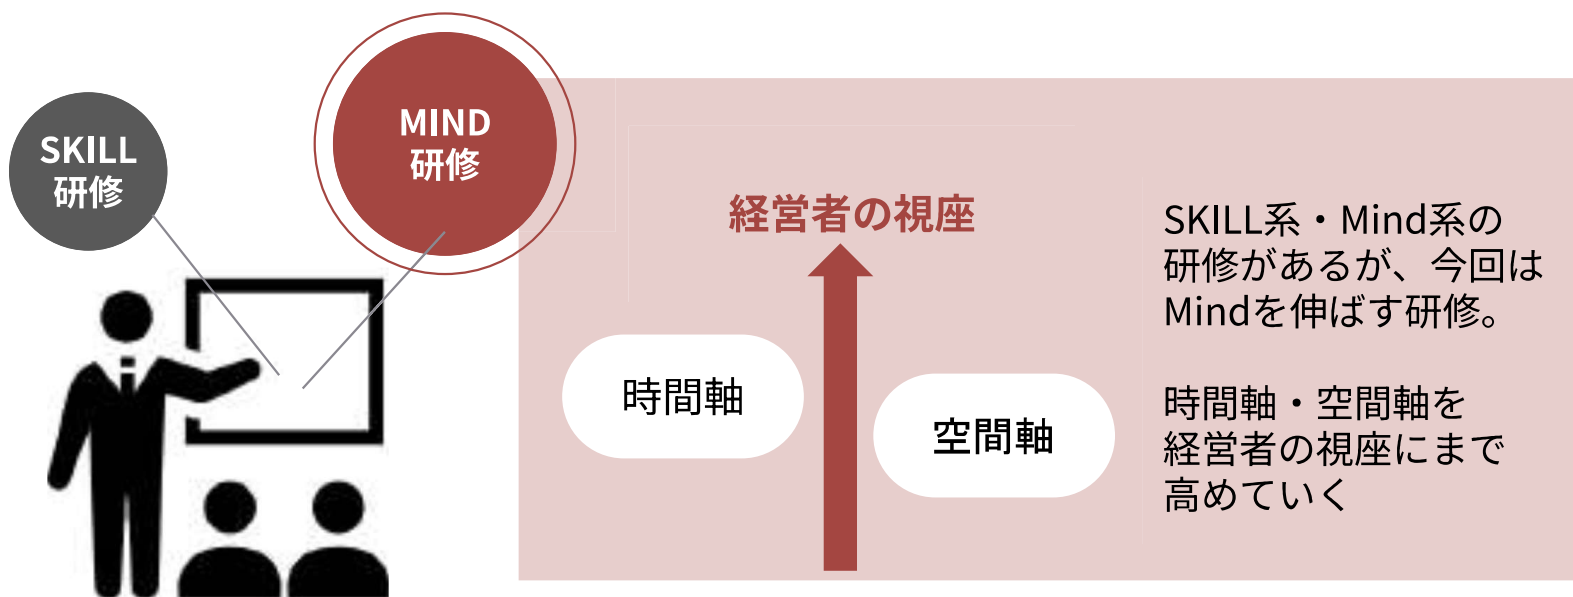 SKILL
研修
MIND
研修
経営者の視座
時間軸
空間軸
SKILL系・Mind系の
研修があるが、今回は
Mindを伸ばす研修。
時間軸・空間軸を
経営者の視座にまで
高めていく